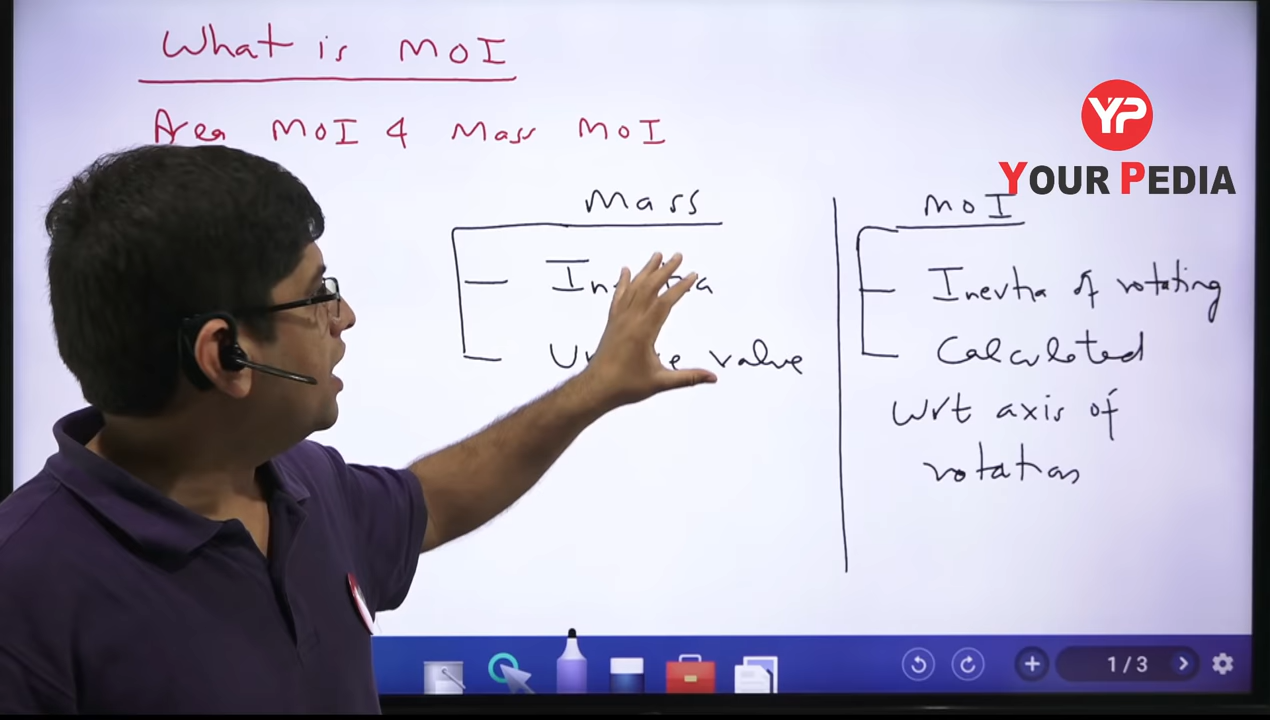 What is MOI
Area MOI & Mass MOI
YP
YOUR PEDIA
Mass
value
MOI
Inertia of rotating
Calculated
wrt axis of
rotation
1 / 3